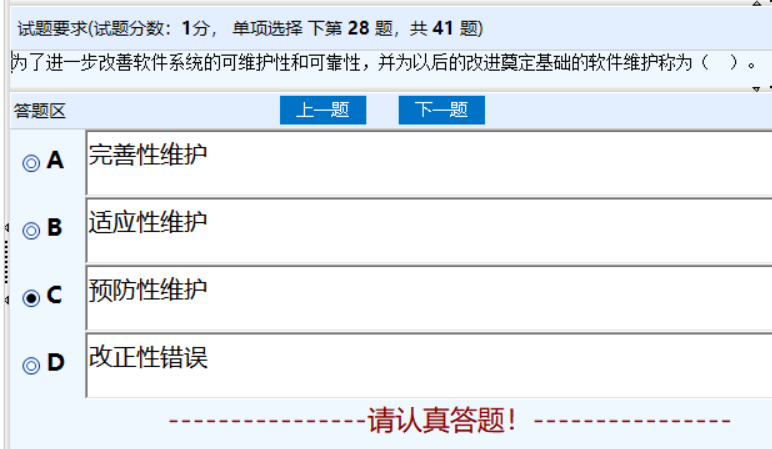 试题要求(试题分数：1分， 单项选择 下第 28 题，共 41 题)
为了进一步改善软件系统的可维护性和可靠性，并为以后的改进奠定基础的软件维护称为（　）。
答题区 上一题 下一题
A 完善性维护
B 适应性维护
C 预防性维护
D 改正性错误
----------------请认真答题！----------------